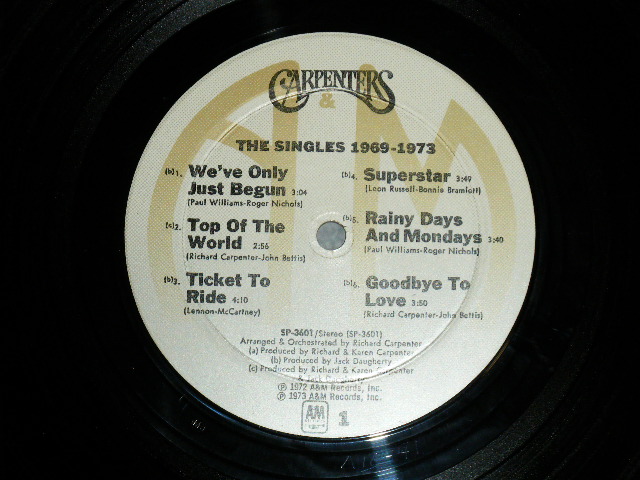 CARPENTERS
A&M
THE SINGLES 1969-1973
(b)1. We've Only
Just Begun 3:04
(Paul Williams-Roger Nichols)
(c)2. Top Of The
World 2:56
(Richard Carpenter-John Bettis)
(b)3. Ticket To
Ride 4:10
(Lennon-McCartney)
(b)4. Superstar 3:49
(Leon Russell-Bonnie Bramlett)
(b)5. Rainy Days
And Mondays 3:40
(Paul Williams-Roger Nichols)
(b)6. Goodbye To
Love 3:50
(Richard Carpenter-John Bettis)
SP-3601/Stereo (SP-3601)
Arranged & Orchestrated by Richard Carpenter
(a) Produced by Richard & Karen Carpenter
(b) Produced by Jack Daugherty
(c) Produced by Richard & Karen Carpenter
& Jack Daugherty
℗ 1972 A&M Records, Inc.
℗ 1973 A&M Records, Inc.
A&M
1